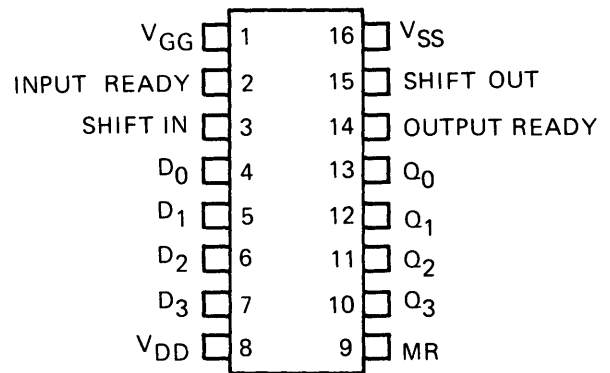 VGG 1 16 VSS
INPUT READY 2 15 SHIFT OUT
SHIFT IN 3 14 OUTPUT READY
D0 4 13 Q0
D1 5 12 Q1
D2 6 11 Q2
D3 7 10 Q3
VDD 8 9 MR